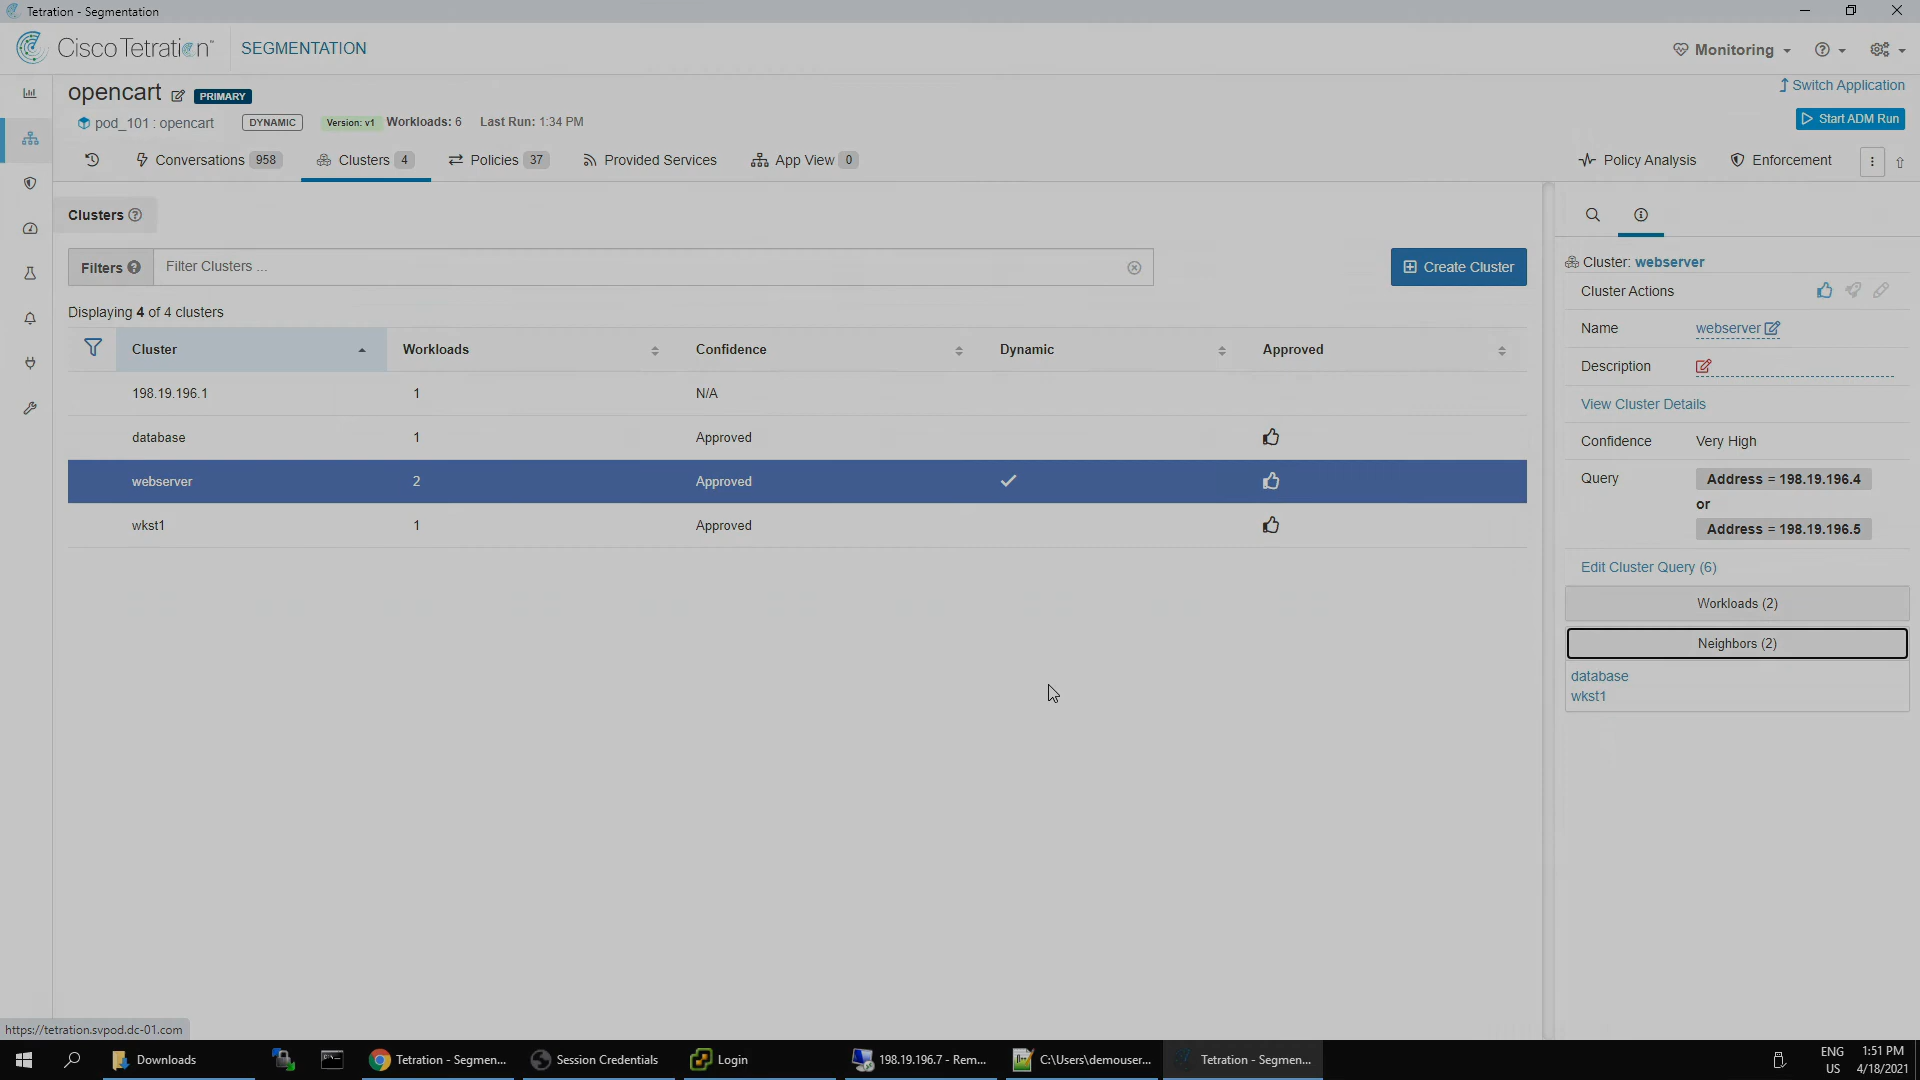 Tetration - Segmentation
Cisco Tetration™
SEGMENTATION
Monitoring
opencart
PRIMARY
Switch Application
pod_101 : opencart
DYNAMIC
Version: v1
Workloads: 6
Last Run: 1:34 PM
Start ADM Run
Conversations 958
Clusters 4
Policies 37
Provided Services
App View 0
Policy Analysis
Enforcement
Clusters
Filters
Filter Clusters ...
Create Cluster
Displaying 4 of 4 clusters
Cluster Workloads Confidence Dynamic Approved
198.19.196.1 1 N/A
database 1 Approved
webserver 2 Approved
wkst1 1 Approved
Cluster: webserver
Cluster Actions
Name webserver
Description
View Cluster Details
Confidence Very High
Query Address = 198.19.196.4
or
Address = 198.19.196.5
Edit Cluster Query (6)
Workloads (2)
Neighbors (2)
database
wkst1
https://tetration.svpod.dc-01.com
Downloads
Tetration - Segmen...
Session Credentials
Login
198.19.196.7 - Rem...
C:\Users\demouser...
Tetration - Segmen...
ENG
US
1:51 PM
4/18/2021